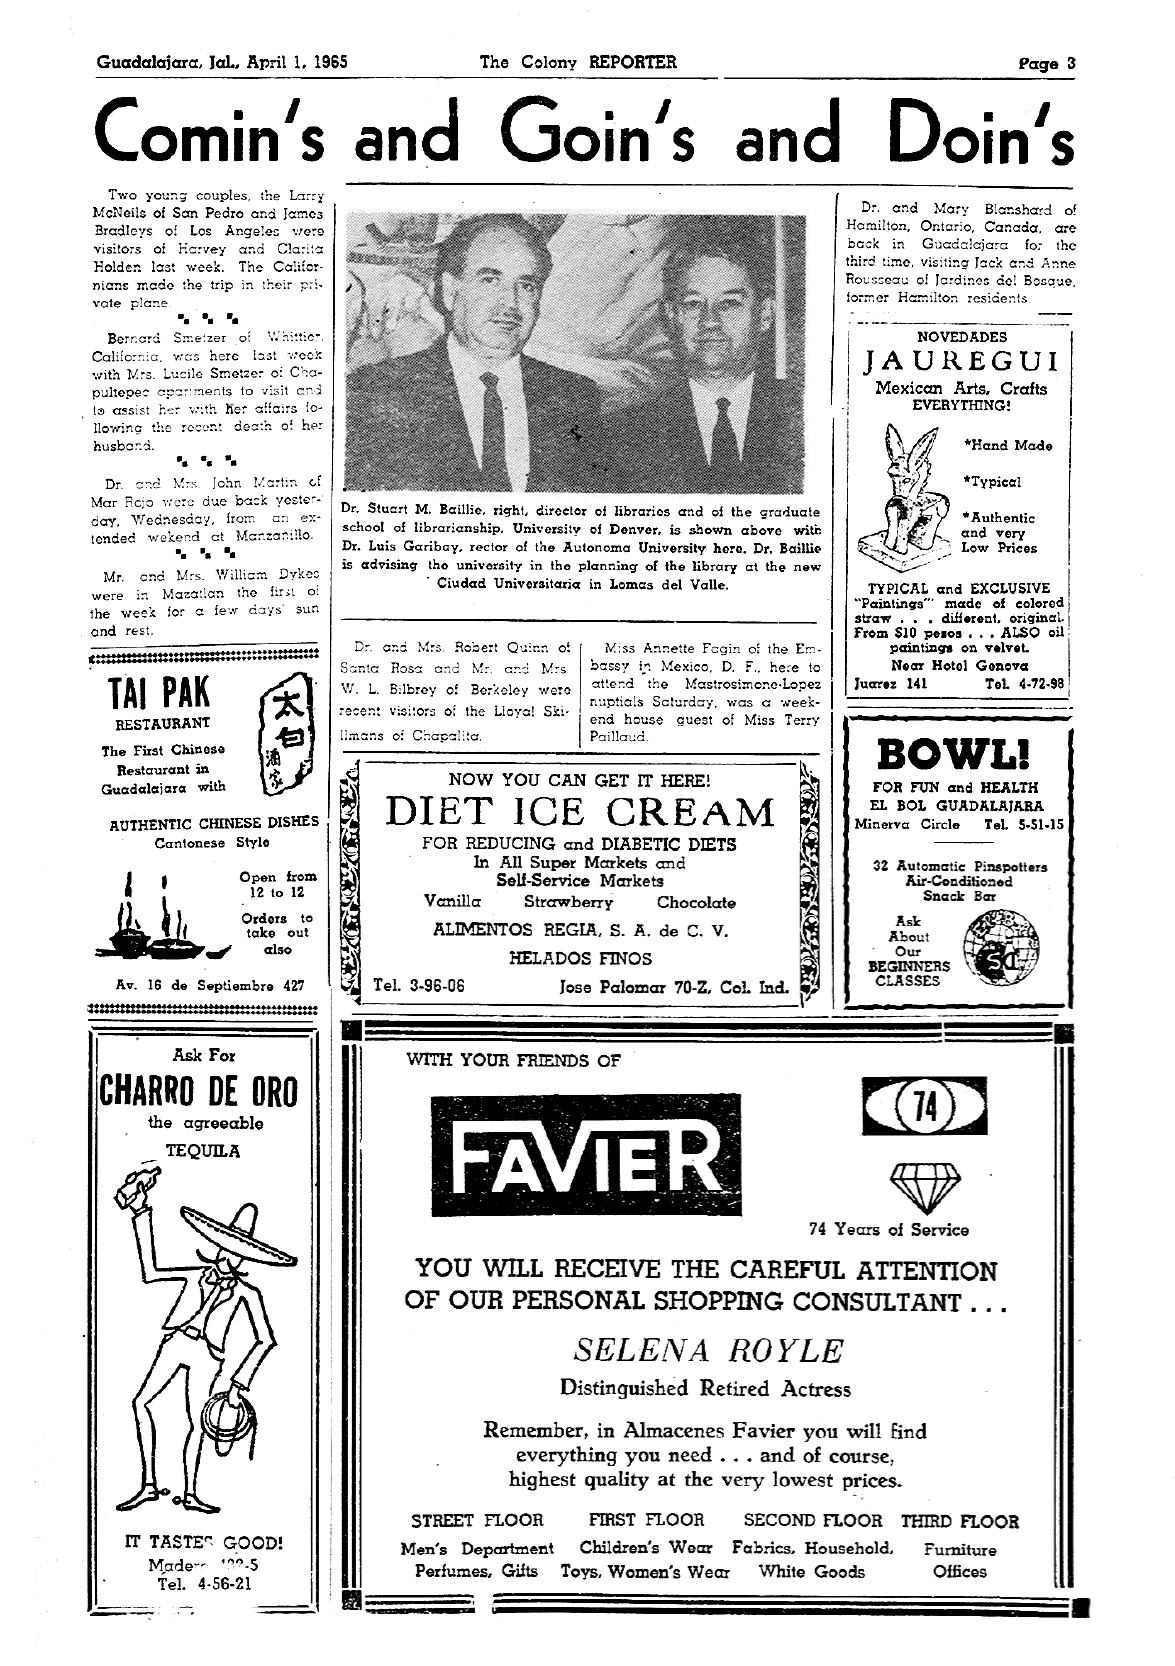 Guadalajara, Jal., April 1, 1965
The Colony REPORTER
Page 3
Comin's and Goin's and Doin's
Two young couples, the Larry
McNeils of San Pedro and James
Bradleys of Los Angeles were
visitors of Harvey and Clarita
Holden last week. The Califor-
nians made the trip in their pri-
vate plane
Bernard Smetzer of Whittier,
California, was here last week
with Mrs. Lucile Smetzer of Cha-
pultepec apartments to visit and
to assist her with her affairs fo-
llowing the recent death of her
husband.
Dr. and Mrs. John Martin of
Mar Rojo were due back yester-
day, Wednesday, from an ex-
tended wekend at Manzanillo.
Mr. and Mrs. William Dykes
were in Mazatlan the first of
the week for a few days' sun
and rest.
TAI PAK
RESTAURANT
The First Chinese
Restaurant in
Guadalajara with
太白酒家
AUTHENTIC CHINESE DISHES
Cantonese Style
Open from
12 to 12
Orders to
take out
also
Av. 16 de Septiembre 427
Ask For
CHARRO DE ORO
the agreeable
TEQUILA
IT TASTES GOOD!
Tel. 4-56-21
Dr. Stuart M. Baillie, right, director of libraries and of the graduate
school of librarianship, University of Denver, is shown above with
Dr. Luis Garibay, rector of the Autonoma University here. Dr. Baillie
is advising the university in the planning of the library at the new
Ciudad Universitaria in Lomas del Valle.
Dr. and Mrs. Robert Quinn of
Santa Rosa and Mr. and Mrs.
W. L. Bilbrey of Berkeley were
recent visitors of the Lloyal Ski-
llmans of Chapalita.
Miss Annette Fagin of the Em-
bassy in Mexico, D. F., here to
attend the Mastrosimone-Lopez
nuptials Saturday, was a week-
end house guest of Miss Terry
Paillaud.
NOW YOU CAN GET IT HERE!
DIET ICE CREAM
FOR REDUCING and DIABETIC DIETS
In All Super Markets and
Self-Service Markets
Vanilla Strawberry Chocolate
ALIMENTOS REGIA, S. A. de C. V.
HELADOS FINOS
Tel. 3-96-06 Jose Palomar 70-Z, Col. Ind.
Dr. and Mary Blanshard of
Hamilton, Ontario, Canada, are
back in Guadalajara for the
third time, visiting Jack and Anne
Rousseau of Jardines del Bosque,
former Hamilton residents.
NOVEDADES
JAUREGUI
Mexican Arts, Crafts
EVERYTHING!
*Hand Made
*Typical
*Authentic
and very
Low Prices
TYPICAL and EXCLUSIVE
"Paintings" made of colored
straw . . . different, original.
From $10 pesos . . . ALSO oil
paintings on velvet.
Near Hotel Genova
Juarez 141 Tel. 4-72-98
BOWL!
FOR FUN and HEALTH
EL BOL GUADALAJARA
Minerva Circle Tel. 5-51-15
32 Automatic Pinspotters
Air-Conditioned
Snack Bar
Ask
About
Our
BEGINNERS
CLASSES
WITH YOUR FRIENDS OF
FAVIER
74
74 Years of Service
YOU WILL RECEIVE THE CAREFUL ATTENTION
OF OUR PERSONAL SHOPPING CONSULTANT . . .
SELENA ROYLE
Distinguished Retired Actress
Remember, in Almacenes Favier you will find
everything you need . . . and of course,
highest quality at the very lowest prices.
STREET FLOOR FIRST FLOOR SECOND FLOOR THIRD FLOOR
Men's Department Children's Wear Fabrics, Household, Furniture
Perfumes, Gifts Toys, Women's Wear White Goods Offices